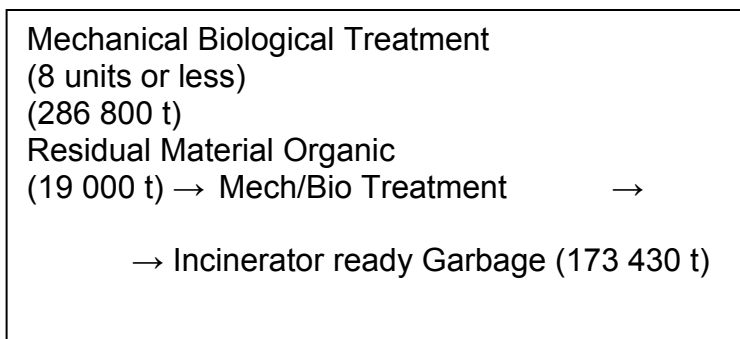 Mechanical Biological Treatment
(8 units or less)
(286 800 t)
Residual Material Organic
(19 000 t) → Mech/Bio Treatment →
→ Incinerator ready Garbage (173 430 t)